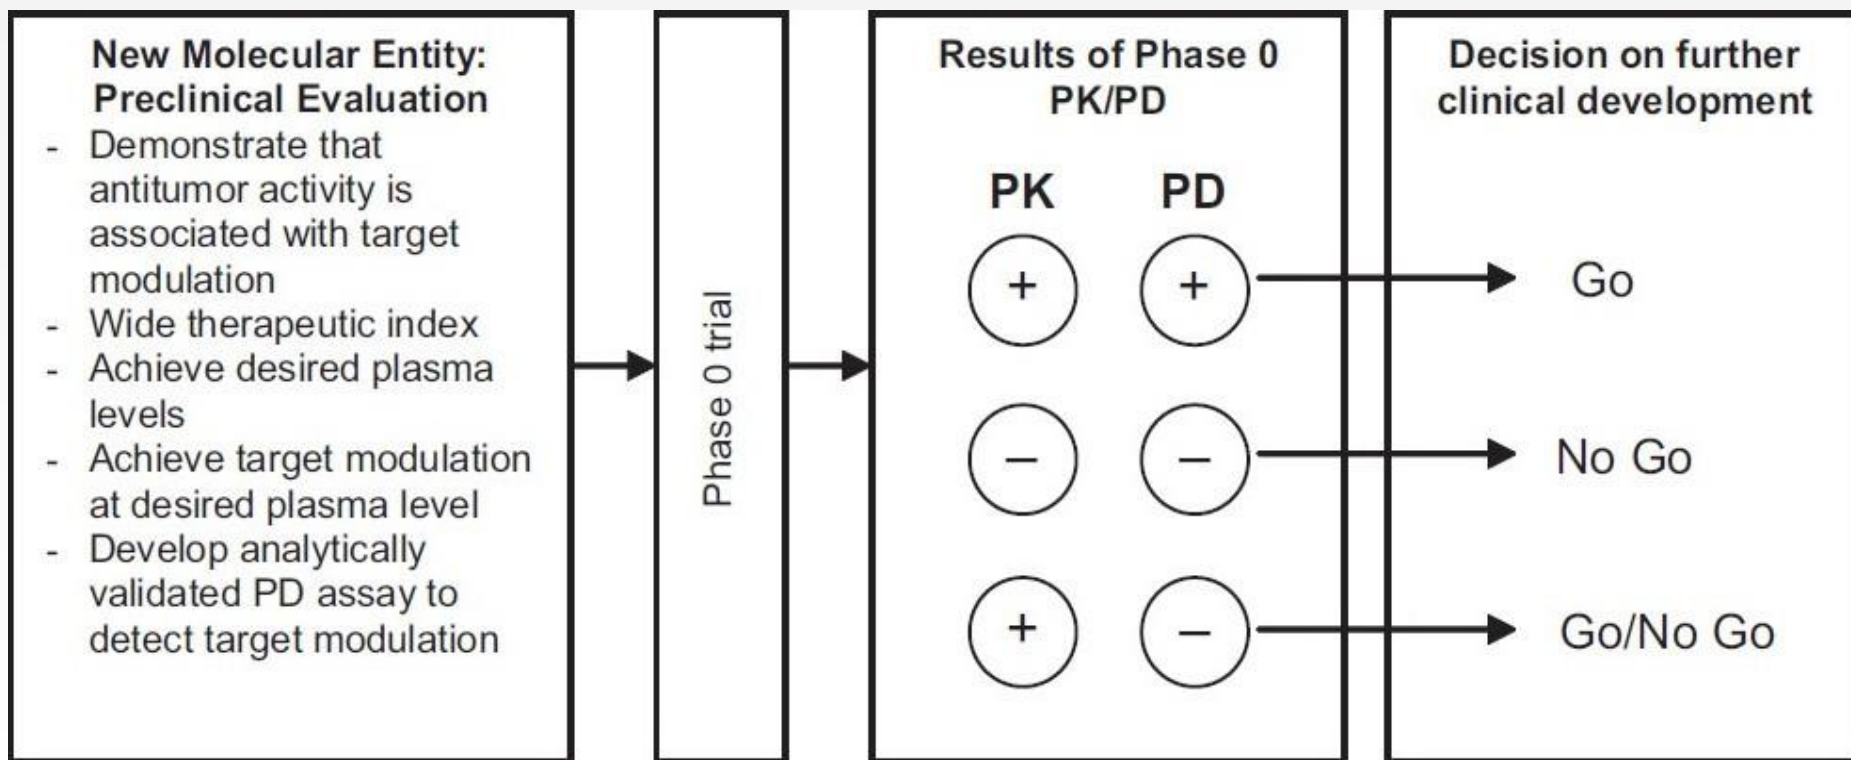 New Molecular Entity:
Preclinical Evaluation
- Demonstrate that
antitumor activity is
associated with target
modulation
- Wide therapeutic index
- Achieve desired plasma
levels
- Achieve target modulation
at desired plasma level
- Develop analytically
validated PD assay to
detect target modulation
Phase 0 trial
Results of Phase 0
PK/PD
PK PD
+ +
– –
+ –
Decision on further
clinical development
Go
No Go
Go/No Go